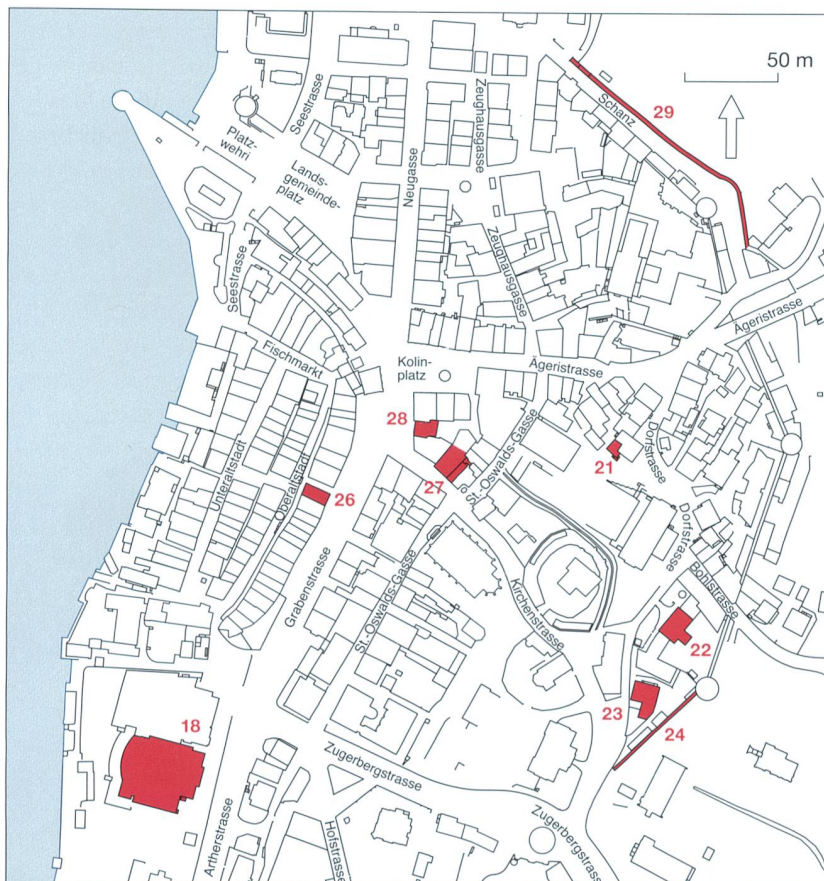 50 m
Schanz
29
Seestrasse
Zeughausgasse
Platz-
wehri
Lands-
gemeinde-
platz
Neugasse
Zeughausgasse
Seestrasse
Ägeristrasse
Fischmarkt
Kolin-
platz
Ägeristrasse
28
St.-Oswalds-Gasse
21
Dorfstrasse
27
Unteraltstadt
Oberaltstadt
26
Dorfstrasse
Bohlstrasse
Grabenstrasse
St.-Oswalds-Gasse
Kirchenstrasse
22
23
24
18
Zugerbergstrasse
Artherstrasse
Hofstrasse
Zugerbergstrasse